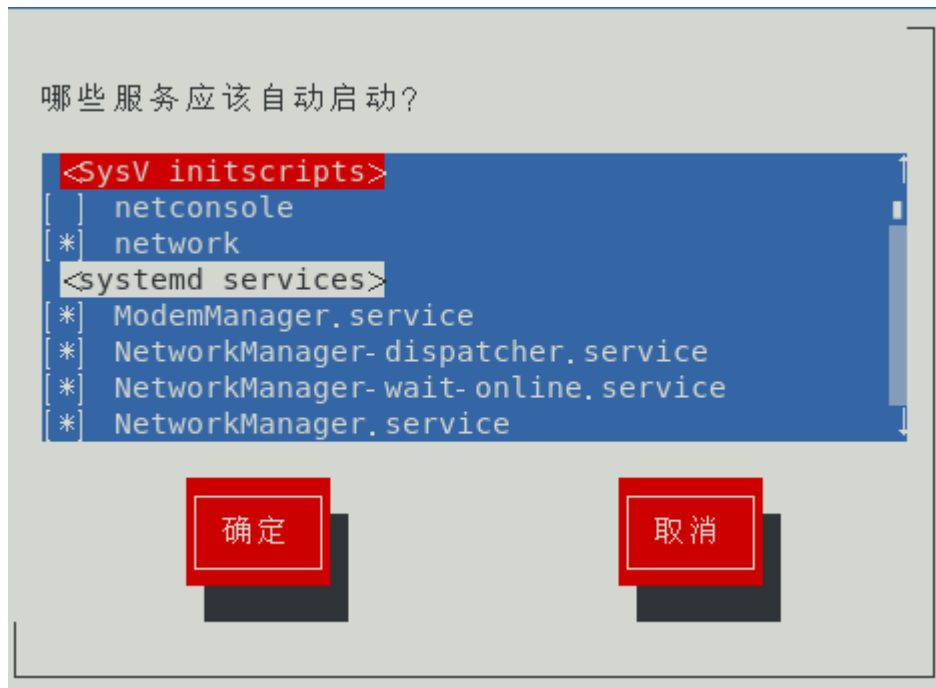 哪些服务应该自动启动?
<SysV initscripts>
[ ] netconsole
[*] network
<systemd services>
[*] ModemManager.service
[*] NetworkManager-dispatcher.service
[*] NetworkManager-wait-online.service
[*] NetworkManager.service
确定 取消